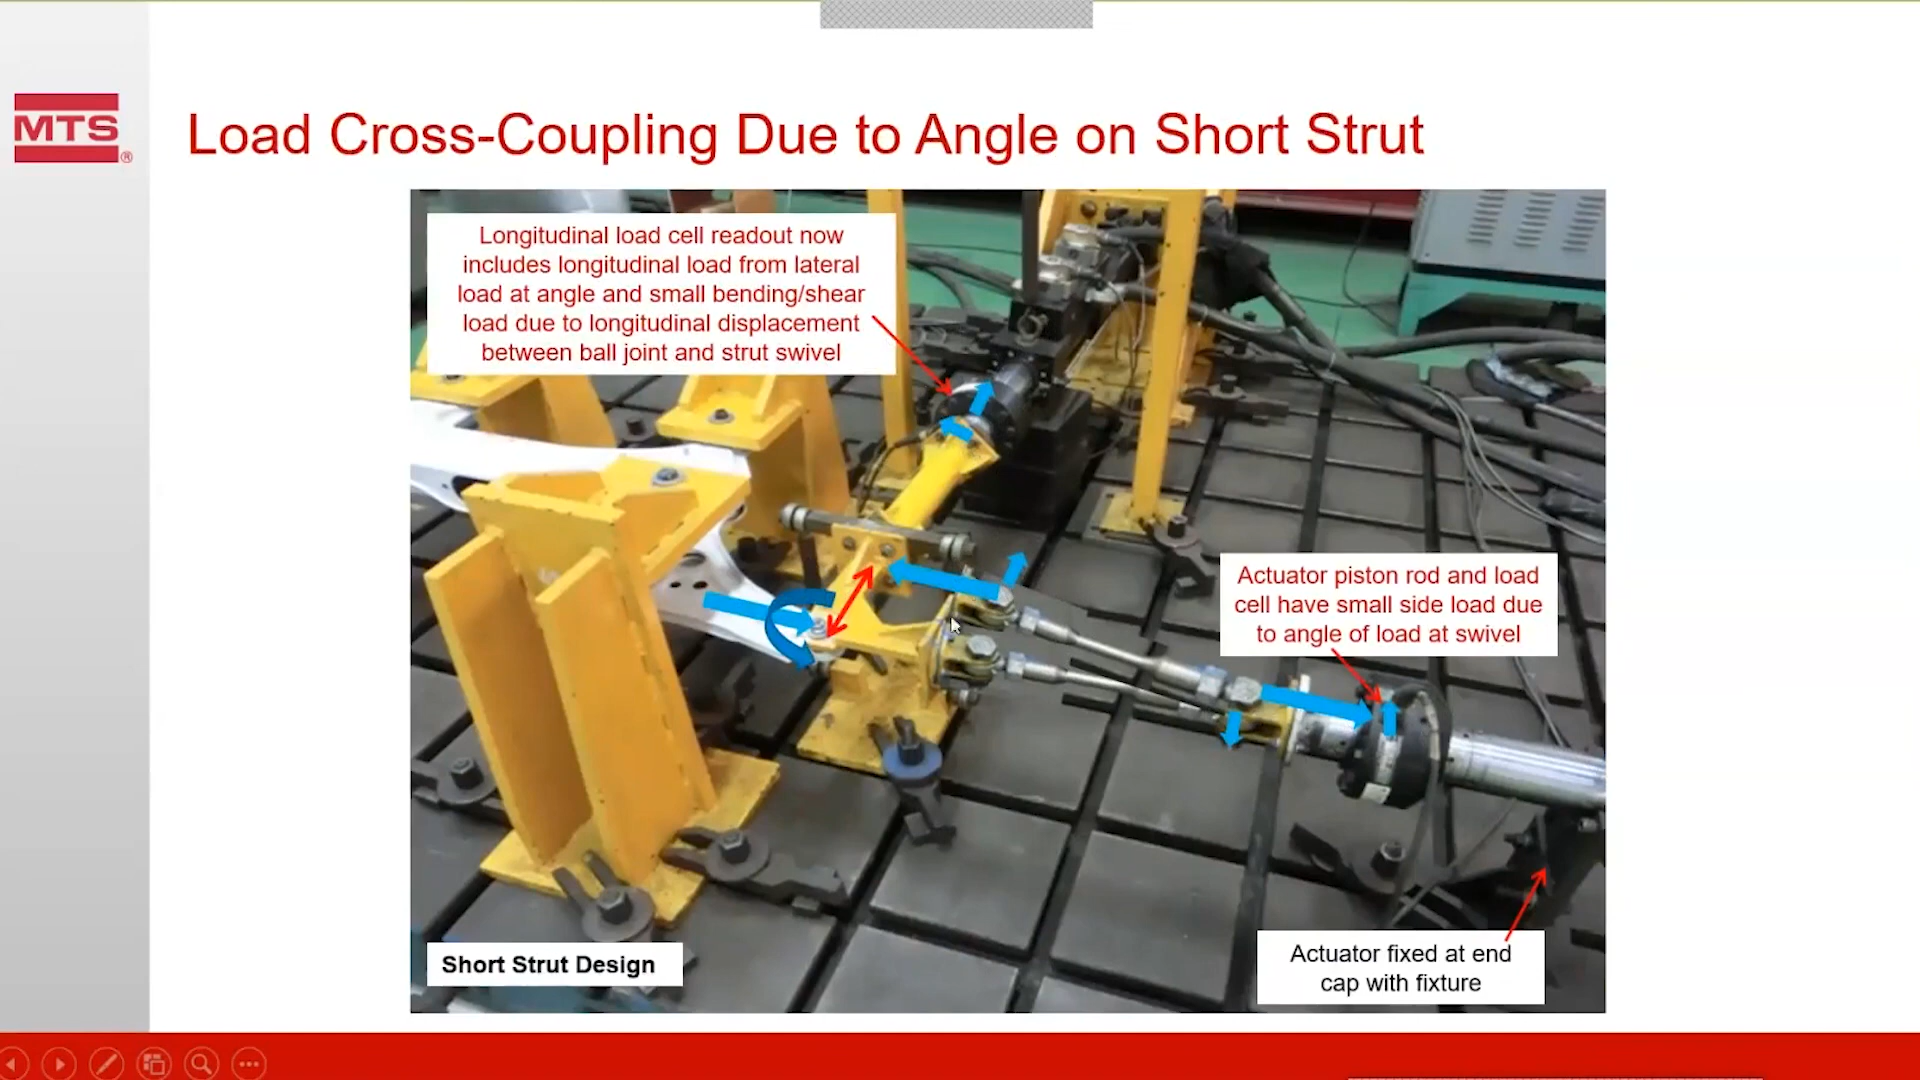 MTS
®
Load Cross-Coupling Due to Angle on Short Strut
Longitudinal load cell readout now
includes longitudinal load from lateral
load at angle and small bending/shear
load due to longitudinal displacement
between ball joint and strut swivel
Actuator piston rod and load
cell have small side load due
to angle of load at swivel
Short Strut Design
Actuator fixed at end
cap with fixture